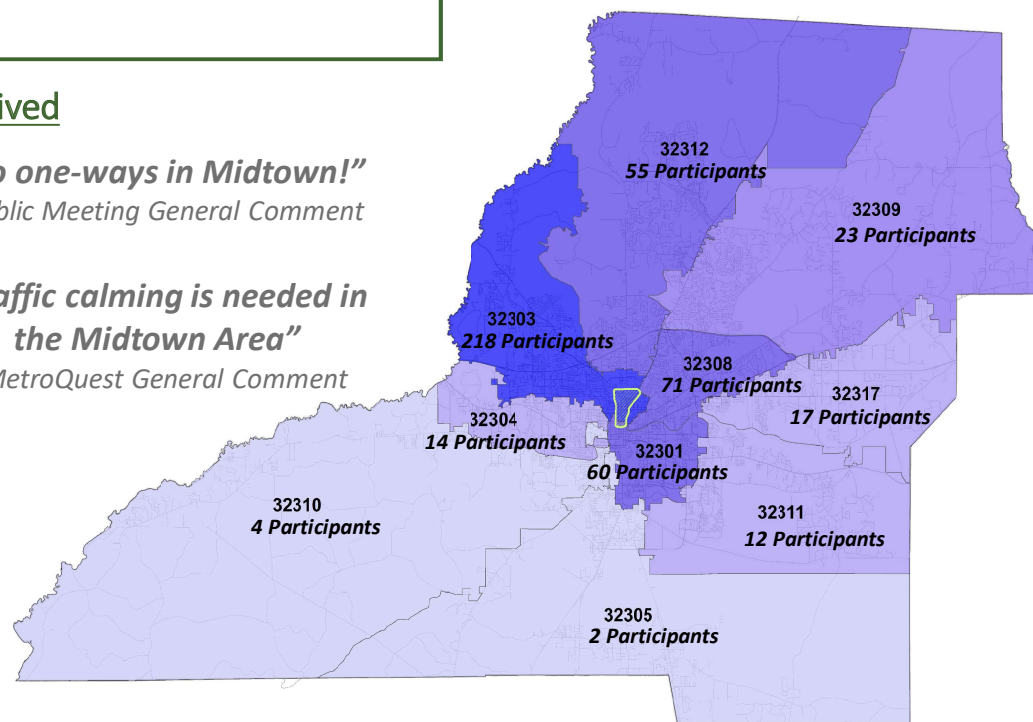 ived
o one-ways in Midtown!”
blic Meeting General Comment
affic calming is needed in
the Midtown Area”
MetroQuest General Comment
32312
55 Participants
32309
23 Participants
32303
218 Participants
32308
71 Participants
32317
17 Participants
32304
14 Participants
32301
60 Participants
32310
4 Participants
32311
12 Participants
32305
2 Participants